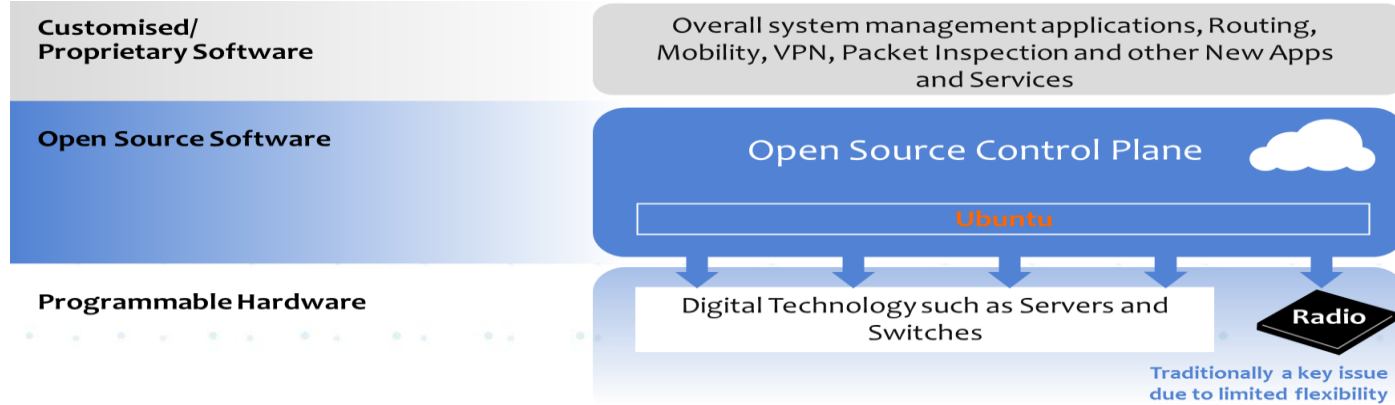 Customised/
Proprietary Software
Overall system management applications, Routing,
Mobility, VPN, Packet Inspection and other New Apps
and Services
Open Source Software
Open Source Control Plane
Ubuntu
Programmable Hardware
Digital Technology such as Servers and
Switches
Radio
Traditionally a key issue
due to limited flexibility